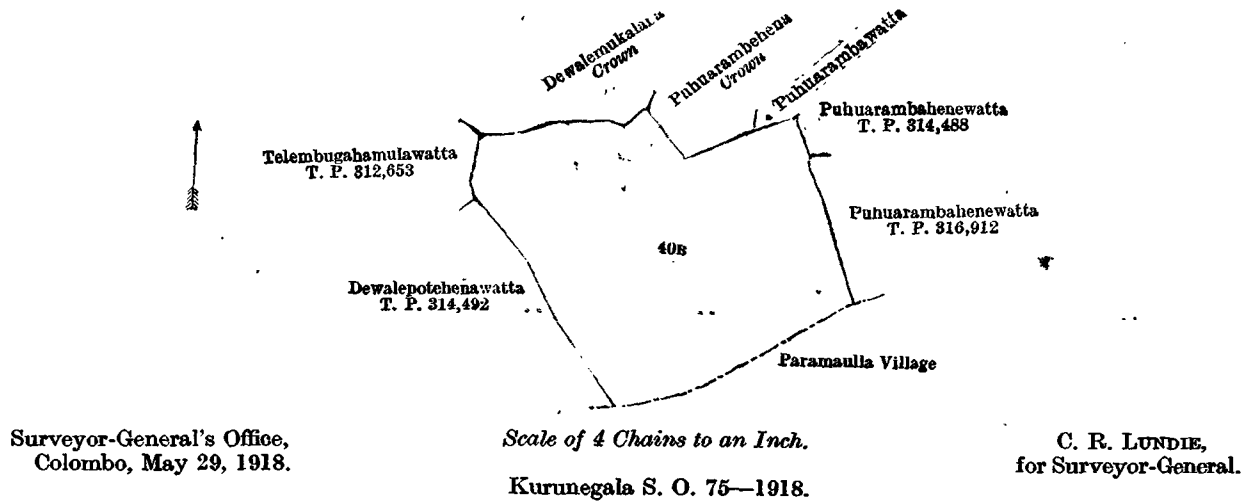 Dewalemukalana
Crown
Puhuarambehena
Crown
Puhuarambawatta
Puhuarambahenewatta
T. P. 314,488
Telembugahamulawatta
T. P. 312,653
Puhuarambahenewatta
T. P. 316,912
40B
Dewalepotehenawatta
T. P. 314,492
Paramaulla Village
Surveyor-General's Office,
Colombo, May 29, 1918.
Scale of 4 Chains to an Inch.
Kurunegala S. O. 75—1918.
C. R. LUNDIE,
for Surveyor-General.